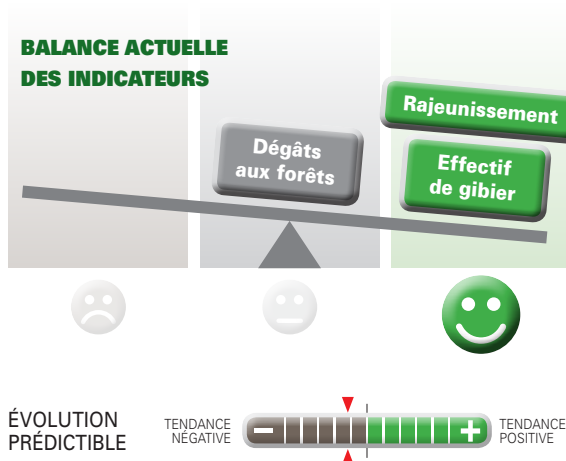 BALANCE ACTUELLE
DES INDICATEURS
Rajeunissement
Dégâts
aux forêts
Effectif
de gibier
ÉVOLUTION
PRÉDICTIBLE
TENDANCE
NÉGATIVE
–
+
TENDANCE
POSITIVE